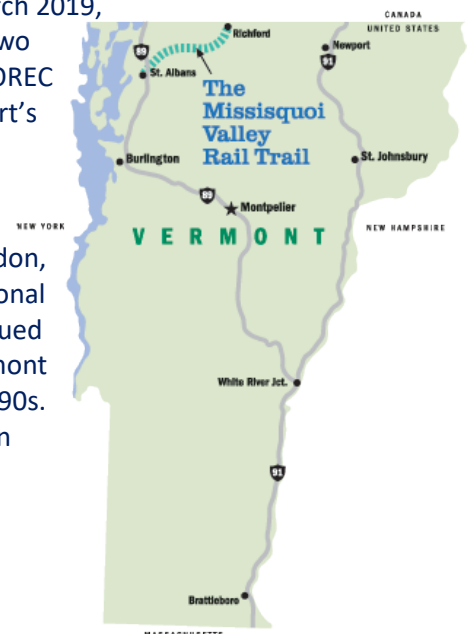 rch 2019,
wo
OREC
rt's
don,
onal
ued
nont
90s.
n
CANADA
UNITED STATES
89
Richford
Newport
91
St. Albans
The
Missisquoi
Valley
Rail Trail
Burlington
St. Johnsbury
89
Montpelier
NEW YORK
VERMONT
NEW HAMPSHIRE
White River Jct.
91
Brattleboro
MASSACHUSETTS